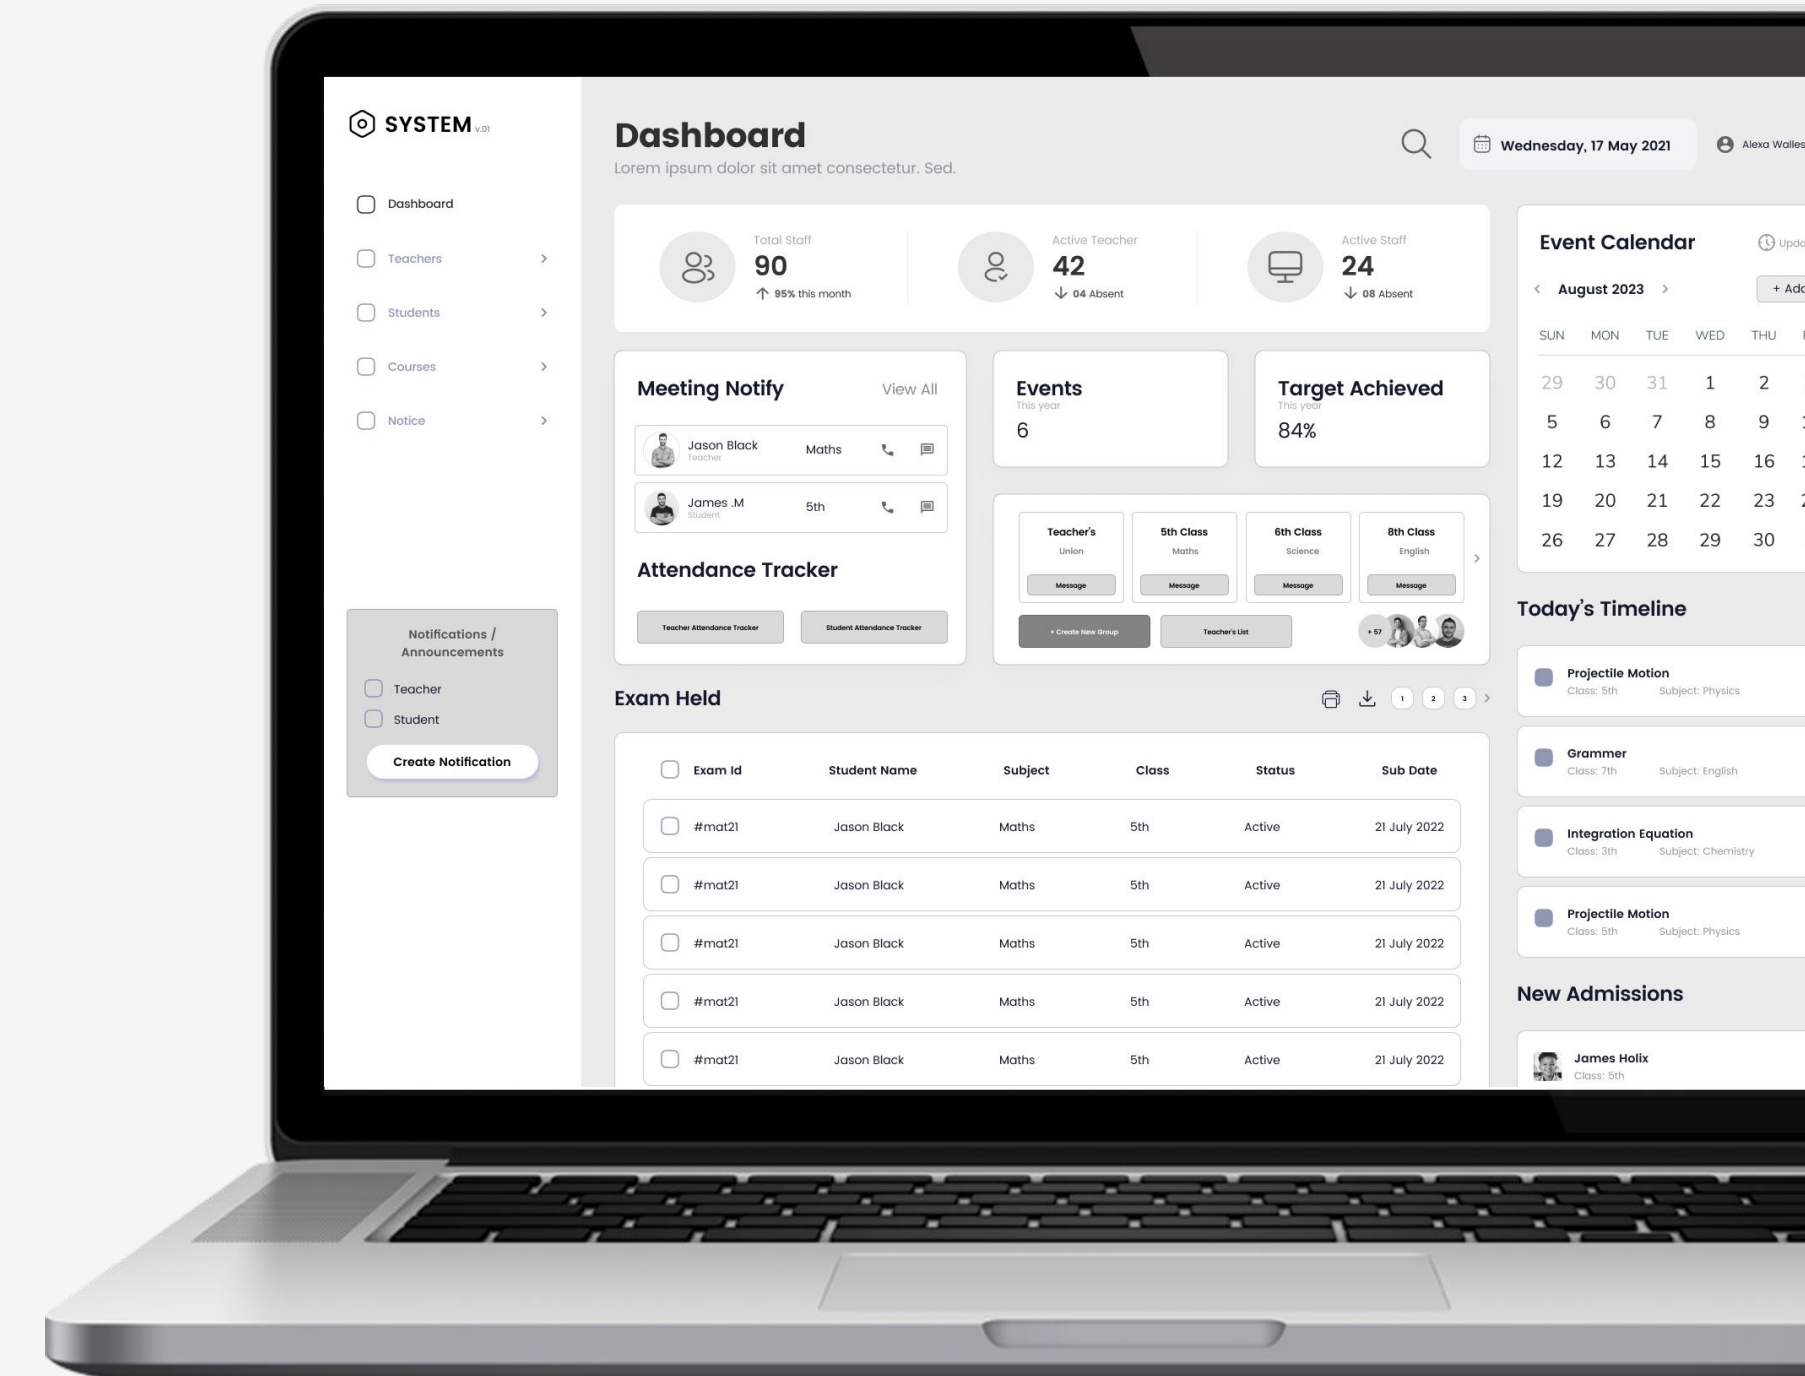 SYSTEM v.01
Dashboard
Teachers
Students
Courses
Notice
Notifications /
Announcements
Teacher
Student
Create Notification
Dashboard
Lorem ipsum dolor sit amet consectetur. Sed.
Wednesday, 17 May 2021
Alexa Walles
Total Staff
90
95% this month
Active Teacher
42
04 Absent
Active Staff
24
08 Absent
Meeting Notify View All
Jason Black Maths
Teacher
James .M 5th
Student
Attendance Tracker
Teacher Attendance Tracker Student Attendance Tracker
Events
This year
6
Target Achieved
This year
84%
Teacher's 5th Class 6th Class 8th Class
Union Maths Science English
Message Message Message Message
+ Create New Group Teacher's List + 57
Exam Held 1 2 3
Exam Id Student Name Subject Class Status Sub Date
#mat21 Jason Black Maths 5th Active 21 July 2022
#mat21 Jason Black Maths 5th Active 21 July 2022
#mat21 Jason Black Maths 5th Active 21 July 2022
#mat21 Jason Black Maths 5th Active 21 July 2022
#mat21 Jason Black Maths 5th Active 21 July 2022
Event Calendar
August 2023
SUN MON TUE WED THU
29 30 31 1 2
5 6 7 8 9
12 13 14 15 16
19 20 21 22 23
26 27 28 29 30
Today's Timeline
Projectile Motion
Class: 5th Subject: Physics
Grammer
Class: 7th Subject: English
Integration Equation
Class: 3th Subject: Chemistry
Projectile Motion
Class: 5th Subject: Physics
New Admissions
James Holix
Class: 5th